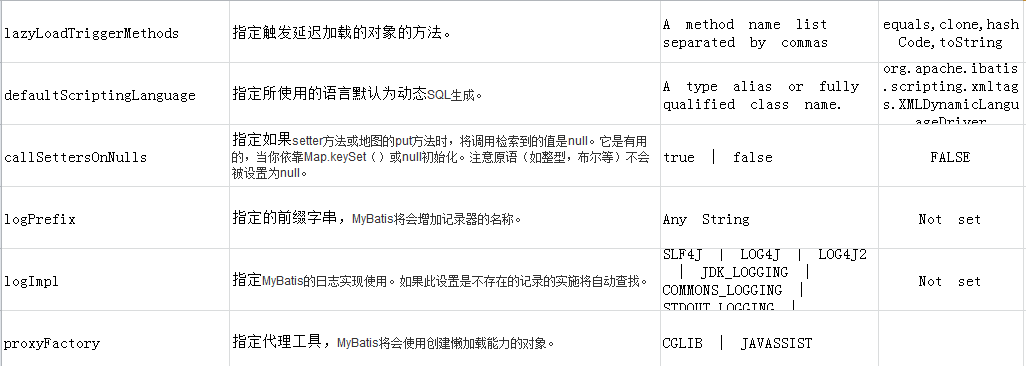 lazyLoadTriggerMethods
指定触发延迟加载的对象的方法。
A method name list
separated by commas
equals,clone,hash
Code,toString
defaultScriptingLanguage
指定所使用的语言默认为动态SQL生成。
A type alias or fully
qualified class name.
org.apache.ibatis
.scripting.xmltag
s.XMLDynamicLangu
ageDriver
callSettersOnNulls
指定如果setter方法或地图的put方法时，将调用检索到的值是null。它是有用
的，当你依靠Map.keySet（）或null初始化。注意原语（如整型，布尔等）不会
被设置为null。
true | false
FALSE
logPrefix
指定的前缀字串，MyBatis将会增加记录器的名称。
Any String
Not set
logImpl
指定MyBatis的日志实现使用。如果此设置是不存在的记录的实施将自动查找。
SLF4J | LOG4J | LOG4J2
| JDK_LOGGING |
COMMONS_LOGGING |
STDOUT_LOGGING |
Not set
proxyFactory
指定代理工具，MyBatis将会使用创建懒加载能力的对象。
CGLIB | JAVASSIST